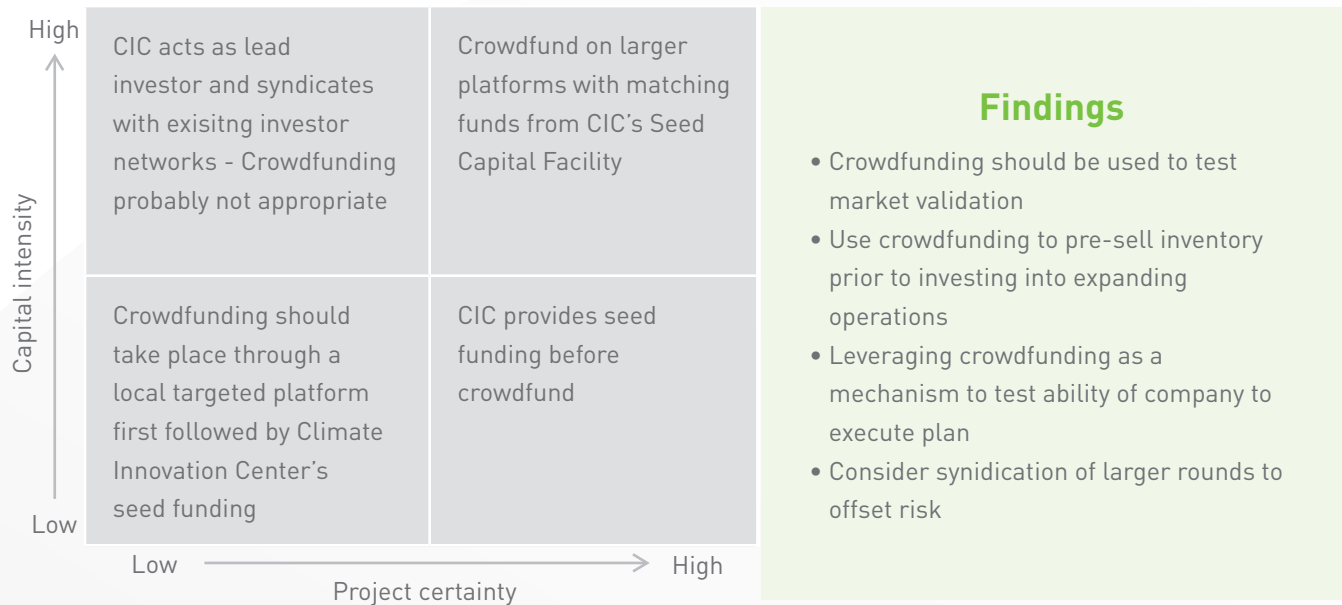 High
CIC acts as lead
investor and syndicates
with exisitng investor
networks - Crowdfunding
probably not appropriate
Crowdfund on larger
platforms with matching
funds from CIC's Seed
Capital Facility
Capital intensity
Crowdfunding should
take place through a
local targeted platform
first followed by Climate
Innovation Center's
seed funding
CIC provides seed
funding before
crowdfund
Low
Low
High
Project certainty
Findings
• Crowdfunding should be used to test
market validation
• Use crowdfunding to pre-sell inventory
prior to investing into expanding
operations
• Leveraging crowdfunding as a
mechanism to test ability of company to
execute plan
• Consider synidication of larger rounds to
offset risk